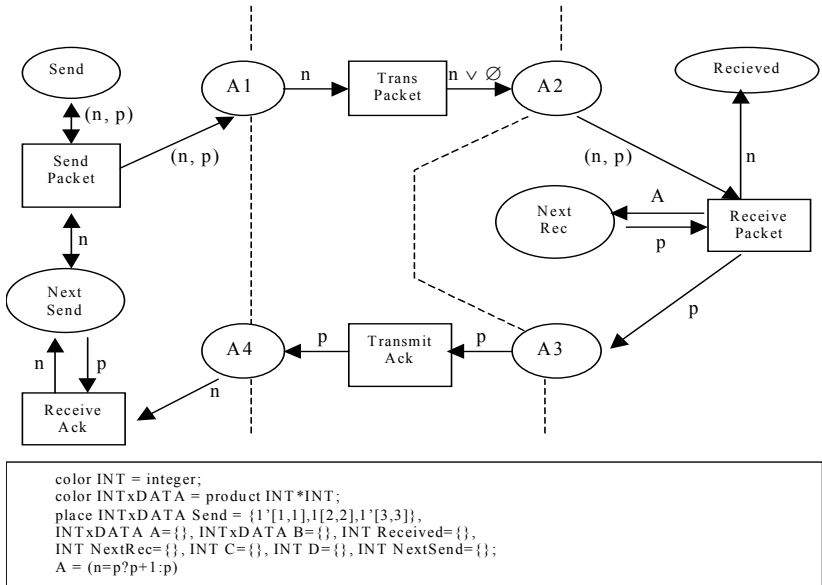 Send
A1
n
Trans
Packet
n ∨ ∅
A2
Recieved
(n, p)
Send
Packet
(n, p)
(n, p)
n
A
Next
Rec
p
Receive
Packet
n
Next
Send
p
n
p
A4
p
Transmit
Ack
p
A3
n
Receive
Ack
color INT = integer;
color INTxDATA = product INT*INT;
place INTxDATA Send = {1'[1,1],1[2,2],1'[3,3]},
INTxDATA A={}, INTxDATA B={}, INT Received={},
INT NextRec={}, INT C={}, INT D={}, INT NextSend={};
A = (n=p?p+1:p)